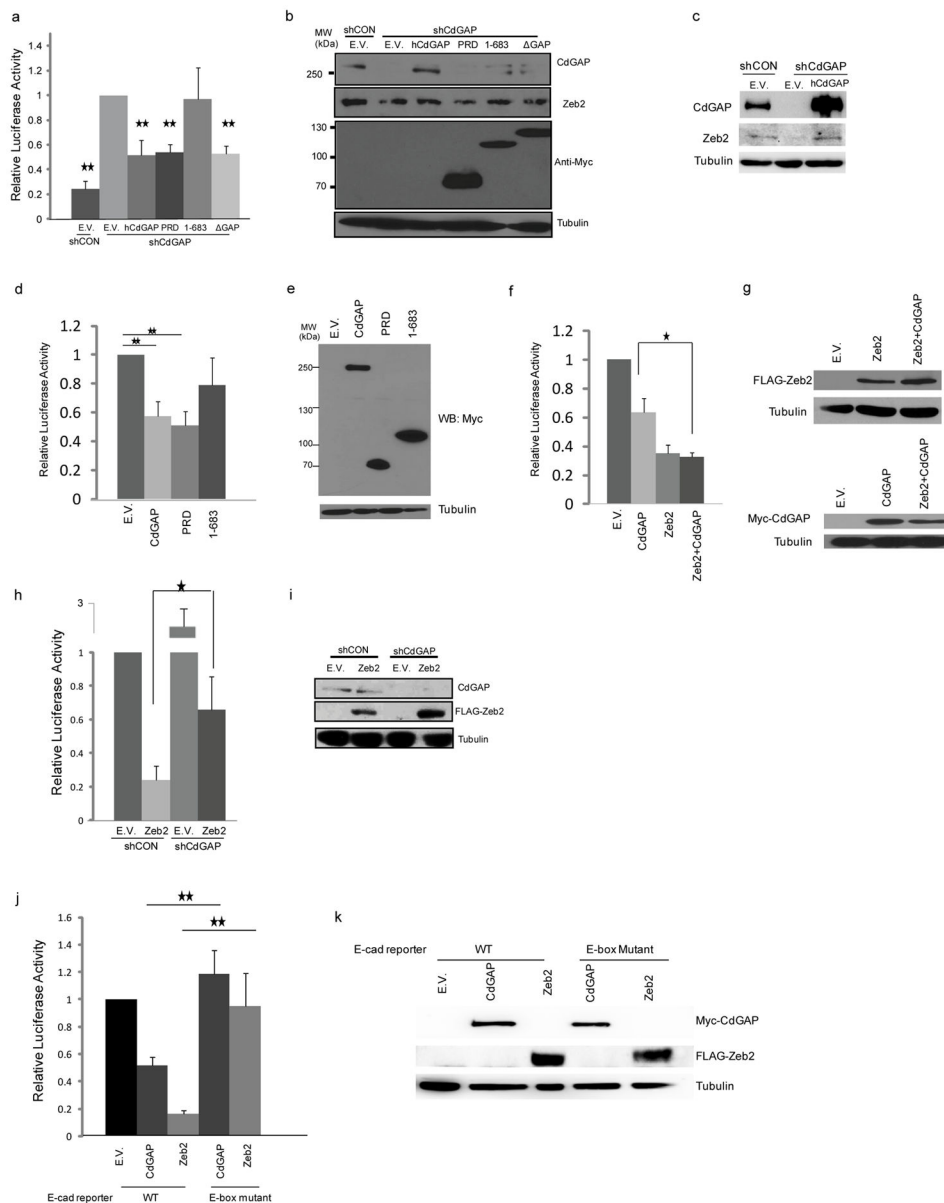 a
Relative Luciferase Activity
1.2
1
0.8
0.6
0.4
0.2
0
★★
★★
★★
★★
E.V.
E.V.
hCdGAP
PRD
1-683
ΔGAP
shCON
shCdGAP
b
MW
(kDa)
shCON
shCdGAP
E.V.
E.V.
hCdGAP
PRD
1-683
ΔGAP
250
CdGAP
Zeb2
130
100
70
Anti-Myc
Tubulin
c
shCON
shCdGAP
E.V.
E.V.
hCdGAP
CdGAP
Zeb2
Tubulin
d
Relative Luciferase Activity
1.2
1
0.8
0.6
0.4
0.2
0
★★
★★
E.V.
CdGAP
PRD
1-683
e
MW
(kDa)
E.V.
CdGAP
PRD
1-683
250
130
100
70
WB: Myc
Tubulin
f
Relative Luciferase Activity
1.2
1
0.8
0.6
0.4
0.2
0
★
E.V.
CdGAP
Zeb2
Zeb2+CdGAP
g
E.V.
Zeb2
Zeb2+CdGAP
FLAG-Zeb2
Tubulin
E.V.
CdGAP
Zeb2+CdGAP
Myc-CdGAP
Tubulin
h
Relative Luciferase Activity
3
1
0.8
0.6
0.4
0.2
0
★
E.V.
Zeb2
E.V.
Zeb2
shCON
shCdGAP
i
shCON
shCdGAP
E.V.
Zeb2
E.V.
Zeb2
CdGAP
FLAG-Zeb2
Tubulin
j
Relative Luciferase Activity
1.6
1.4
1.2
1
0.8
0.6
0.4
0.2
0
★★
★★
E.V.
CdGAP
Zeb2
CdGAP
Zeb2
E-cad reporter
WT
E-box mutant
k
E-cad reporter
WT
E-box Mutant
E.V.
CdGAP
Zeb2
CdGAP
Zeb2
Myc-CdGAP
FLAG-Zeb2
Tubulin